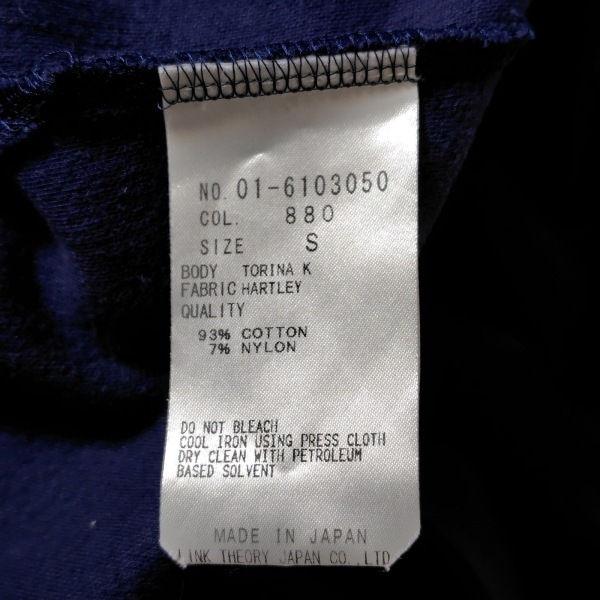 NO. 01-6103050
COL. 880
SIZE S
BODY TORINA K
FABRIC HARTLEY
QUALITY
93% COTTON
7% NYLON
DO NOT BLEACH
COOL IRON USING PRESS CLOTH
DRY CLEAN WITH PETROLEUM
BASED SOLVENT
MADE IN JAPAN
LINK THEORY JAPAN CO.,LTD